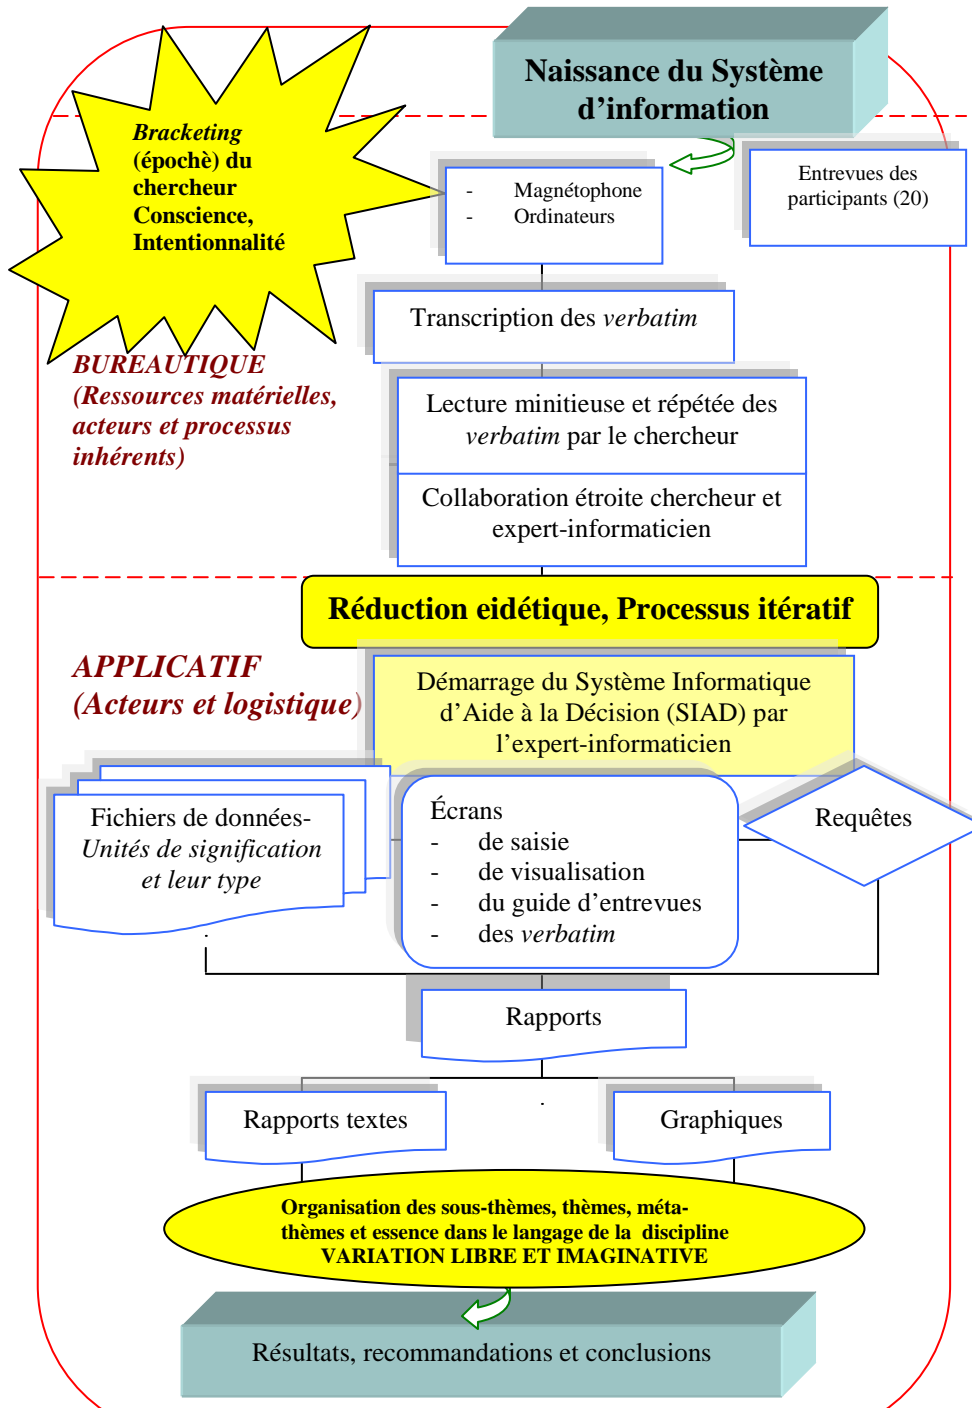 Naissance du Système
d’information
Bracketing
(épochè) du
chercheur
Conscience,
Intentionnalité
- Magnétophone
- Ordinateurs
Entrevues des
participants (20)
Transcription des verbatim
BUREAUTIQUE
(Ressources matérielles,
acteurs et processus
inhérents)
Lecture minitieuse et répétée des
verbatim par le chercheur
Collaboration étroite chercheur et
expert-informaticien
Réduction eidétique, Processus itératif
APPLICATIF
(Acteurs et logistique)
Démarrage du Système Informatique
d’Aide à la Décision (SIAD) par
l’expert-informaticien
Fichiers de données-
Unités de signification
et leur type
Écrans
- de saisie
- de visualisation
- du guide d’entrevues
- des verbatim
Requêtes
Rapports
Rapports textes
Graphiques
Organisation des sous-thèmes, thèmes, méta-
thèmes et essence dans le langage de la discipline
VARIATION LIBRE ET IMAGINATIVE
Résultats, recommandations et conclusions